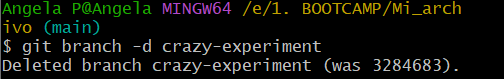 Angela P@Angela MINGW64 /e/1. BOOTCAMP/Mi_arch
ivo (main)
$ git branch -d crazy-experiment
Deleted branch crazy-experiment (was 3284683).